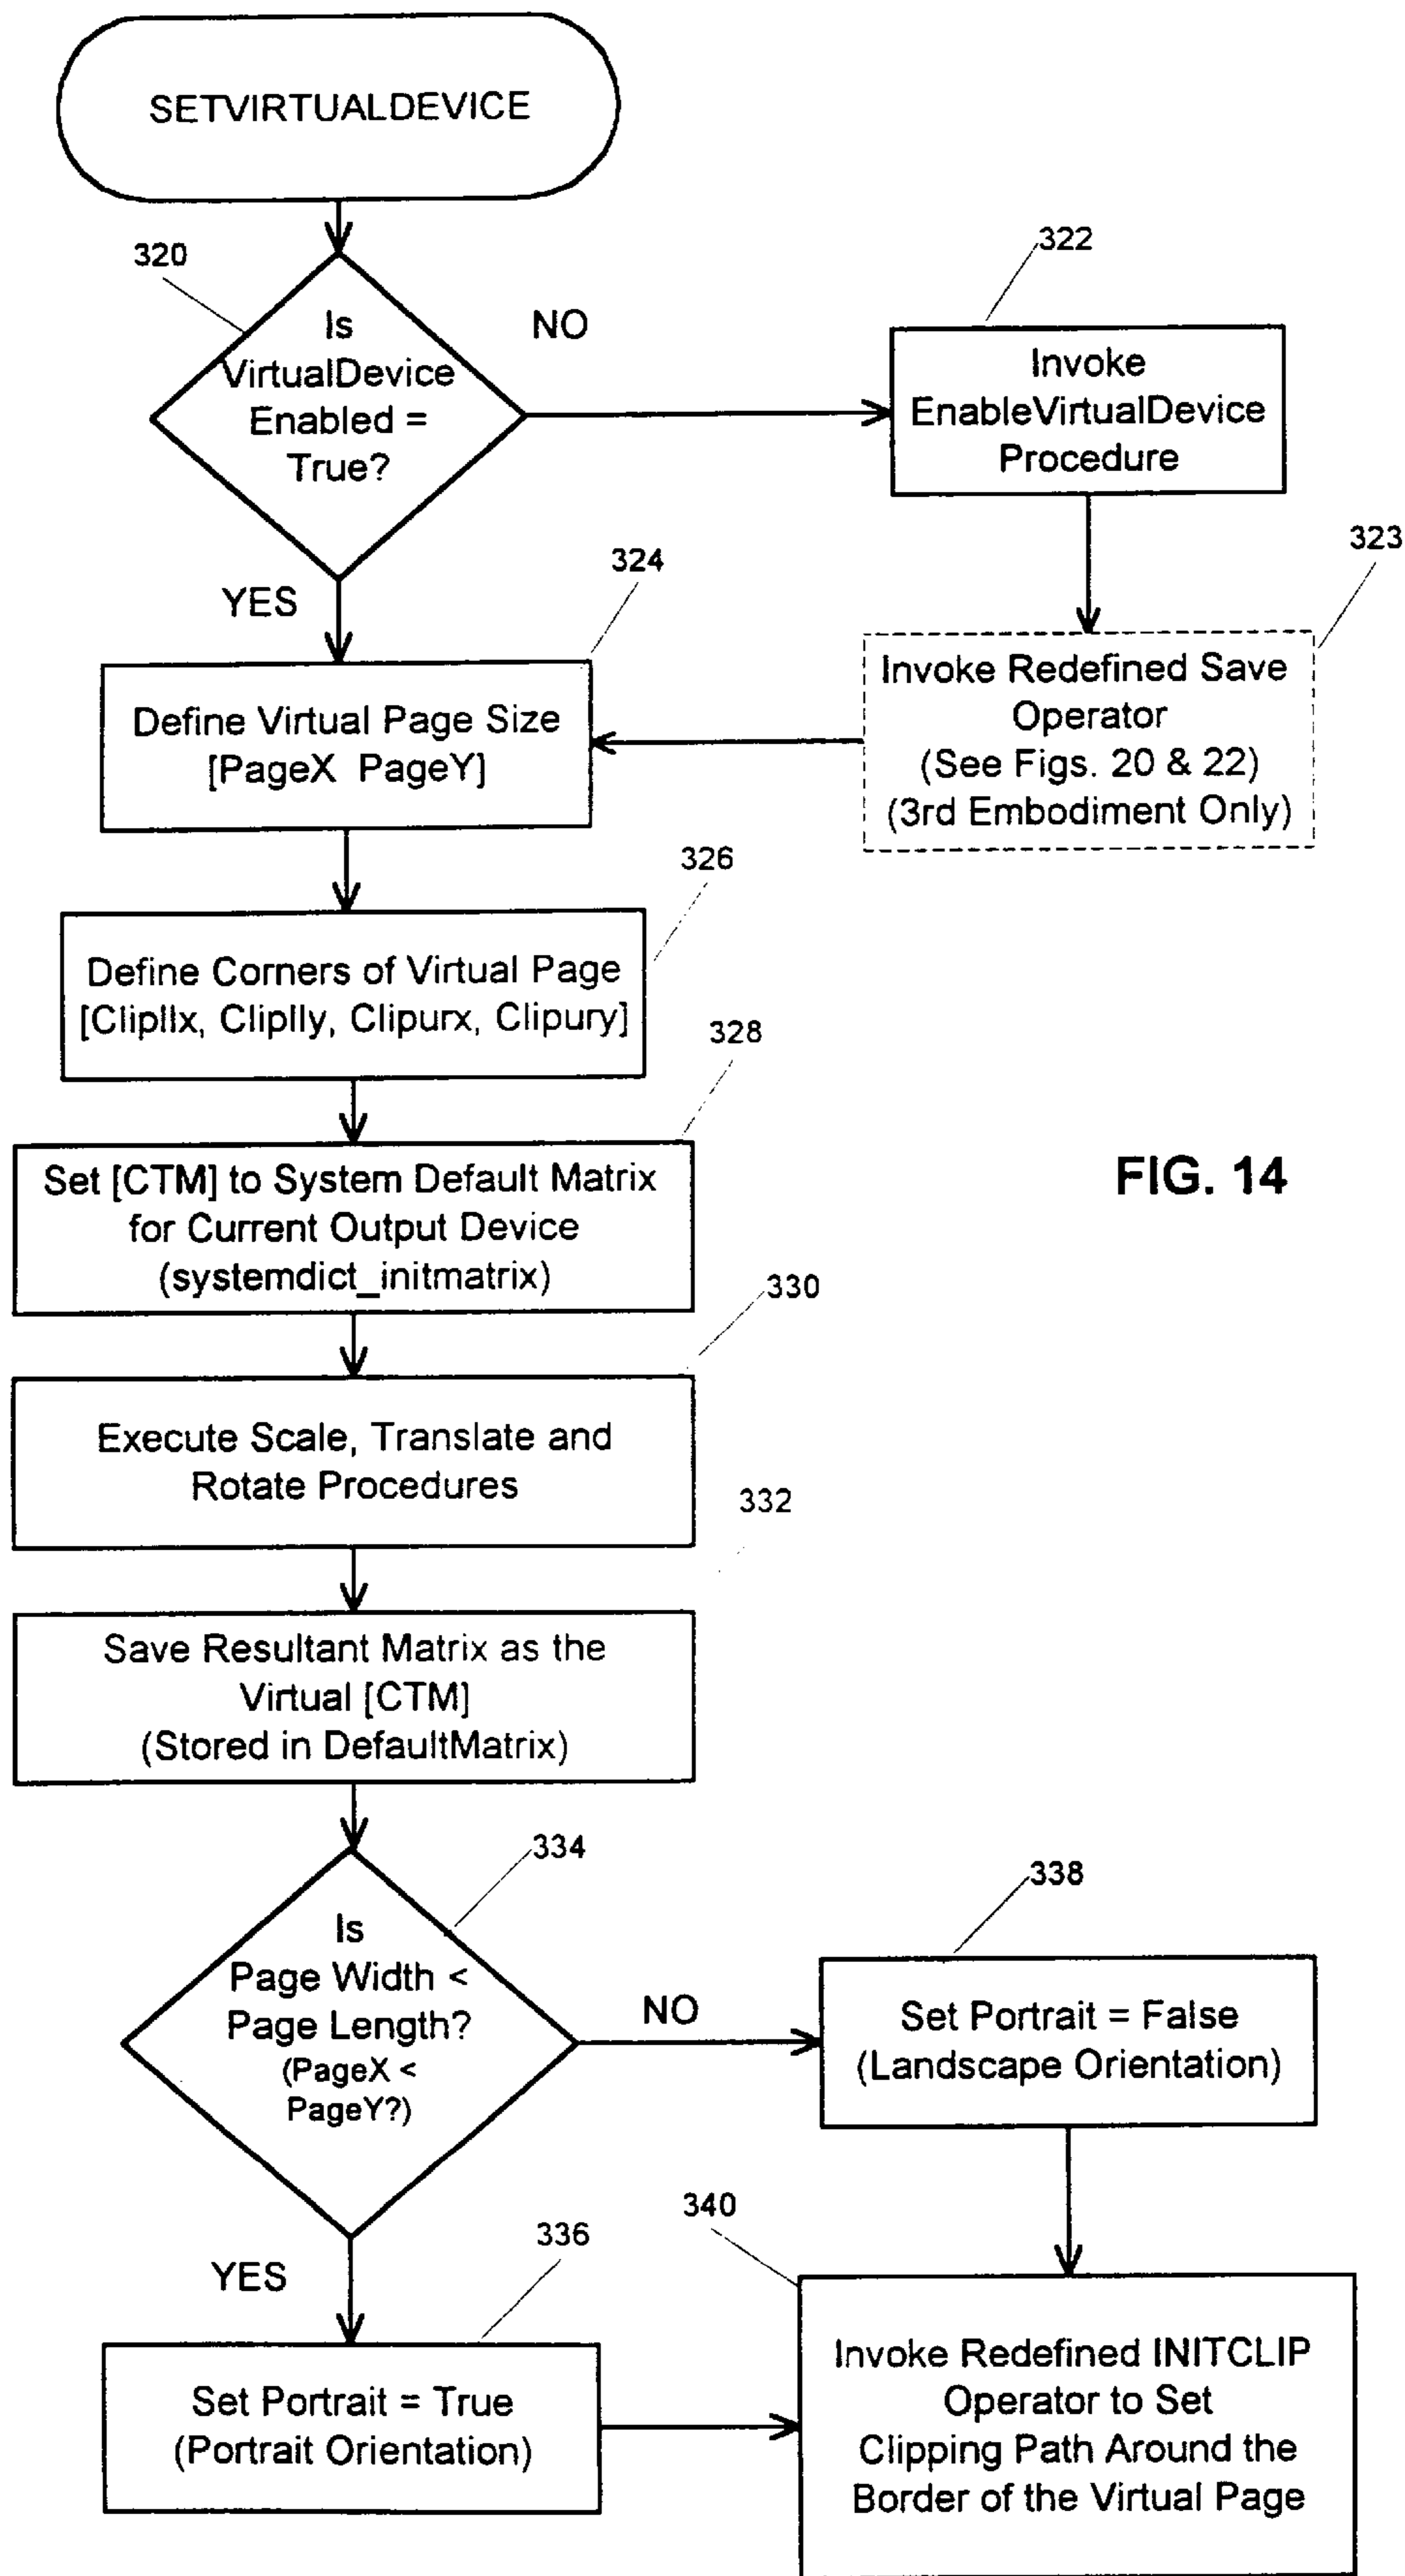 SETVIRTUALDEVICE
320
Is
VirtualDevice
Enabled =
True?
NO
322
Invoke
EnableVirtualDevice
Procedure
323
Invoke Redefined Save
Operator
(See Figs. 20 & 22)
(3rd Embodiment Only)
YES
324
Define Virtual Page Size
[PageX PageY]
326
Define Corners of Virtual Page
[Clipllx, Cliplly, Clipurx, Clipury]
328
Set [CTM] to System Default Matrix
for Current Output Device
(systemdict_initmatrix)
FIG. 14
330
Execute Scale, Translate and
Rotate Procedures
332
Save Resultant Matrix as the
Virtual [CTM]
(Stored in DefaultMatrix)
334
Is
Page Width <
Page Length?
(PageX <
PageY?)
NO
338
Set Portrait = False
(Landscape Orientation)
YES
336
Set Portrait = True
(Portrait Orientation)
340
Invoke Redefined INITCLIP
Operator to Set
Clipping Path Around the
Border of the Virtual Page